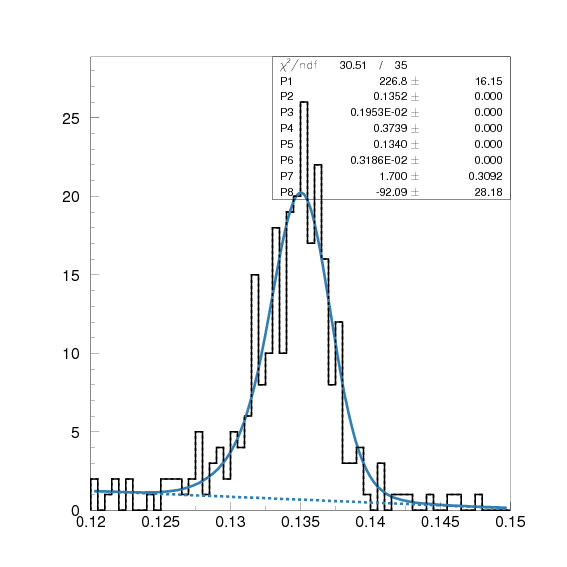 χ²/ndf 30.51 / 35
P1 226.8 ± 16.15
P2 0.1352 ± 0.000
P3 0.1953E-02 ± 0.000
P4 0.3739 ± 0.000
P5 0.1340 ± 0.000
P6 0.3186E-02 ± 0.000
P7 1.700 ± 0.3092
P8 -92.09 ± 28.18
25
20
15
10
5
0
0.12 0.125 0.13 0.135 0.14 0.145 0.15